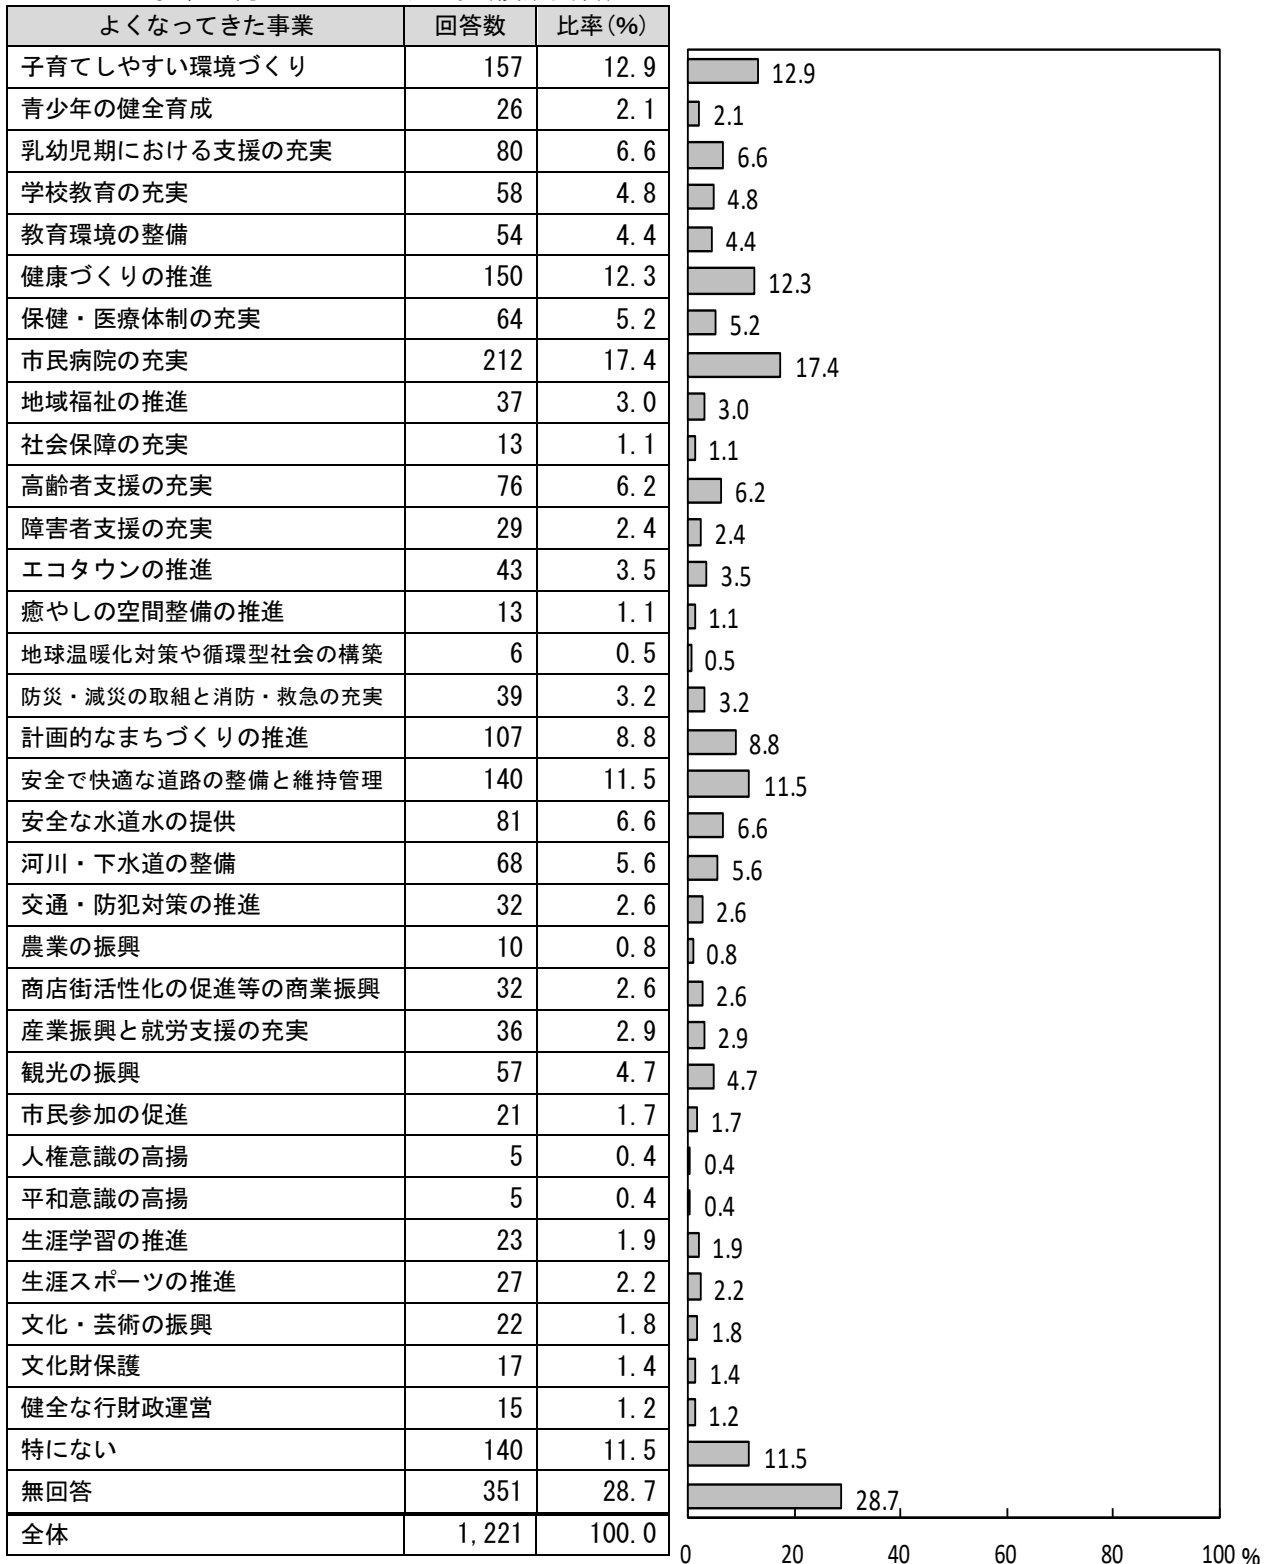 よくなってきた事業 回答数 比率(%)
子育てしやすい環境づくり 157 12.9 12.9
青少年の健全育成 26 2.1 2.1
乳幼児期における支援の充実 80 6.6 6.6
学校教育の充実 58 4.8 4.8
教育環境の整備 54 4.4 4.4
健康づくりの推進 150 12.3 12.3
保健・医療体制の充実 64 5.2 5.2
市民病院の充実 212 17.4 17.4
地域福祉の推進 37 3.0 3.0
社会保障の充実 13 1.1 1.1
高齢者支援の充実 76 6.2 6.2
障害者支援の充実 29 2.4 2.4
エコタウンの推進 43 3.5 3.5
癒やしの空間整備の推進 13 1.1 1.1
地球温暖化対策や循環型社会の構築 6 0.5 0.5
防災・減災の取組と消防・救急の充実 39 3.2 3.2
計画的なまちづくりの推進 107 8.8 8.8
安全で快適な道路の整備と維持管理 140 11.5 11.5
安全な水道水の提供 81 6.6 6.6
河川・下水道の整備 68 5.6 5.6
交通・防犯対策の推進 32 2.6 2.6
農業の振興 10 0.8 0.8
商店街活性化の促進等の商業振興 32 2.6 2.6
産業振興と就労支援の充実 36 2.9 2.9
観光の振興 57 4.7 4.7
市民参加の促進 21 1.7 1.7
人権意識の高揚 5 0.4 0.4
平和意識の高揚 5 0.4 0.4
生涯学習の推進 23 1.9 1.9
生涯スポーツの推進 27 2.2 2.2
文化・芸術の振興 22 1.8 1.8
文化財保護 17 1.4 1.4
健全な行財政運営 15 1.2 1.2
特にない 140 11.5 11.5
無回答 351 28.7 28.7
全体 1,221 100.0
0 20 40 60 80 100 %